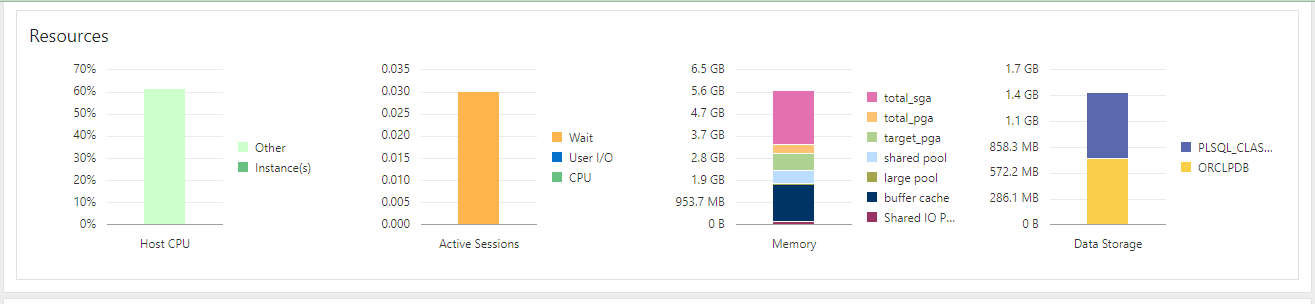 Resources
70%
60%
50%
40%
30%
20%
10%
0%
Host CPU
Other
Instance(s)
0.035
0.030
0.025
0.020
0.015
0.010
0.005
0.000
Active Sessions
Wait
User I/O
CPU
6.5 GB
5.6 GB
4.7 GB
3.7 GB
2.8 GB
1.9 GB
953.7 MB
0 B
Memory
total_sga
total_pga
target_pga
shared pool
large pool
buffer cache
Shared IO P...
1.7 GB
1.4 GB
1.1 GB
858.3 MB
572.2 MB
286.1 MB
0 B
Data Storage
PLSQL_CLAS...
ORCLPDB